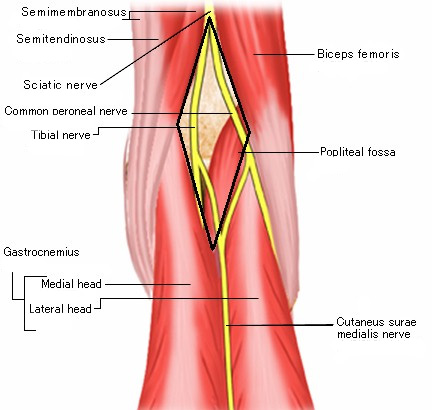 Semimembranosus
Semitendinosus
Biceps femoris
Sciatic nerve
Common peroneal nerve
Tibial nerve
Popliteal fossa
Gastrocnemius
Medial head
Lateral head
Cutaneus surae
medialis nerve